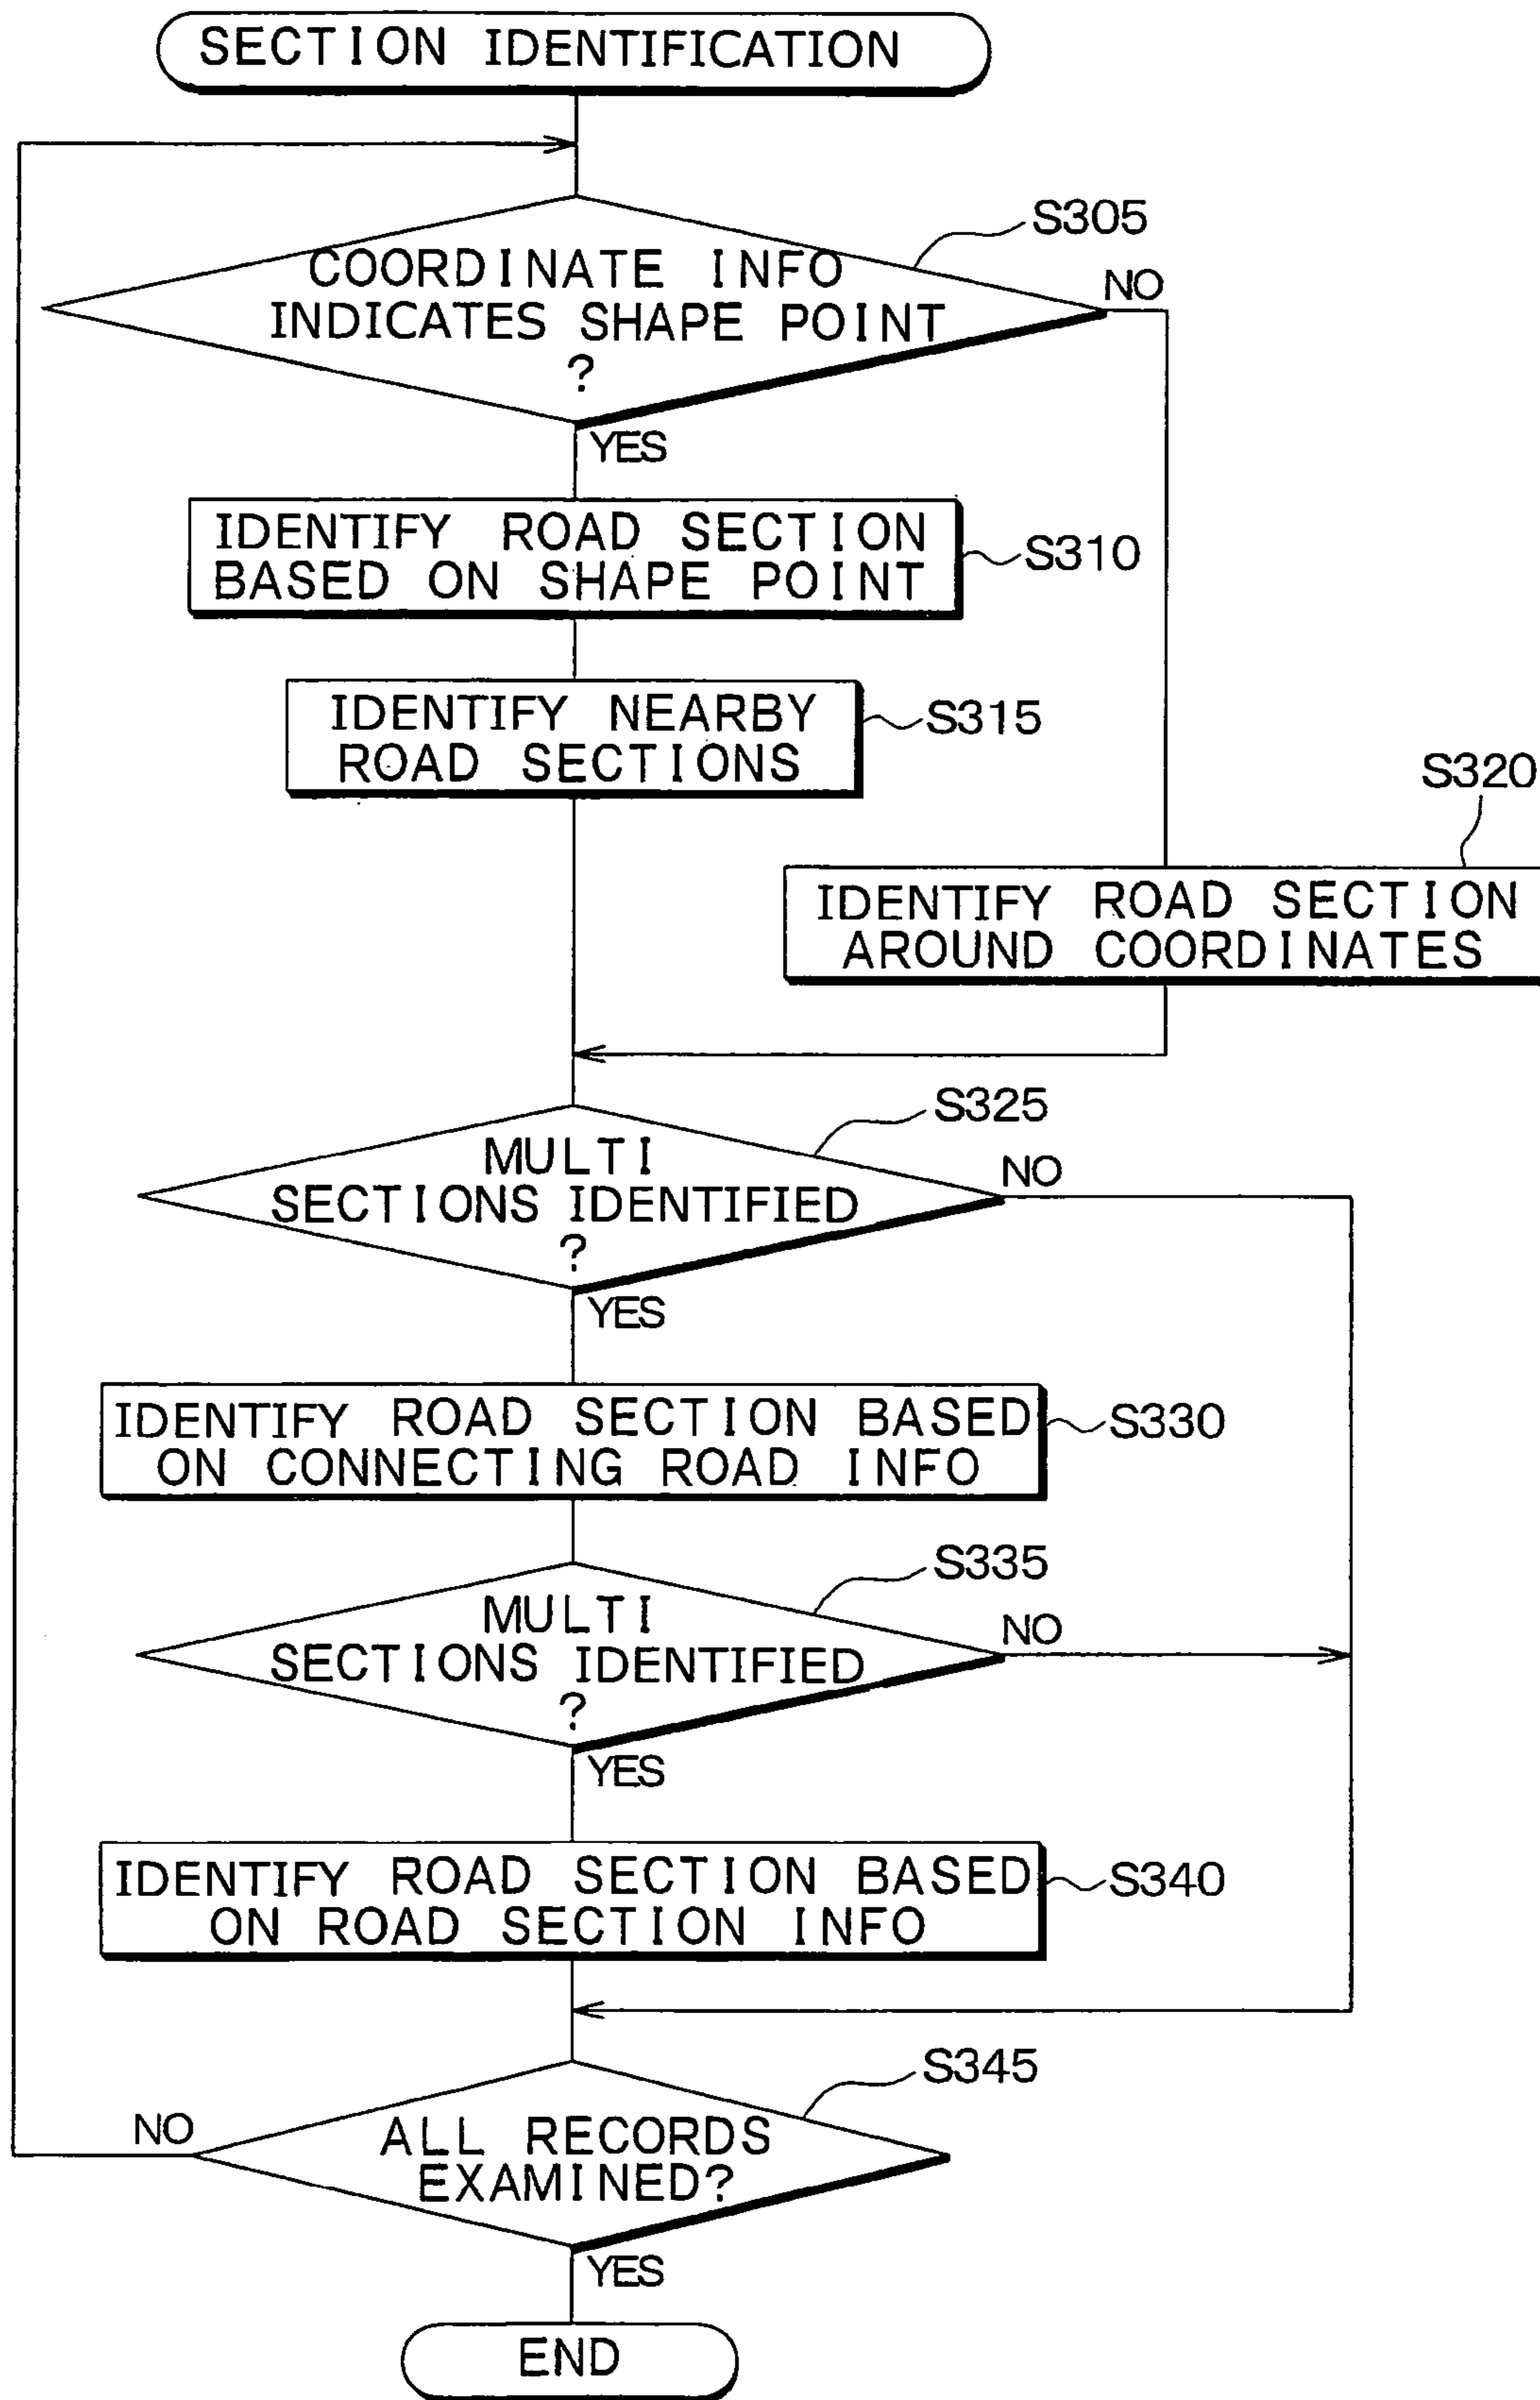 SECTION IDENTIFICATION
S305
COORDINATE INFO
INDICATES SHAPE POINT
?
NO
YES
IDENTIFY ROAD SECTION
BASED ON SHAPE POINT
S310
IDENTIFY NEARBY
ROAD SECTIONS
S315
S320
IDENTIFY ROAD SECTION
AROUND COORDINATES
S325
MULTI
SECTIONS IDENTIFIED
?
NO
YES
IDENTIFY ROAD SECTION BASED
ON CONNECTING ROAD INFO
S330
S335
MULTI
SECTIONS IDENTIFIED
?
NO
YES
IDENTIFY ROAD SECTION BASED
ON ROAD SECTION INFO
S340
S345
ALL RECORDS
EXAMINED?
NO
YES
END